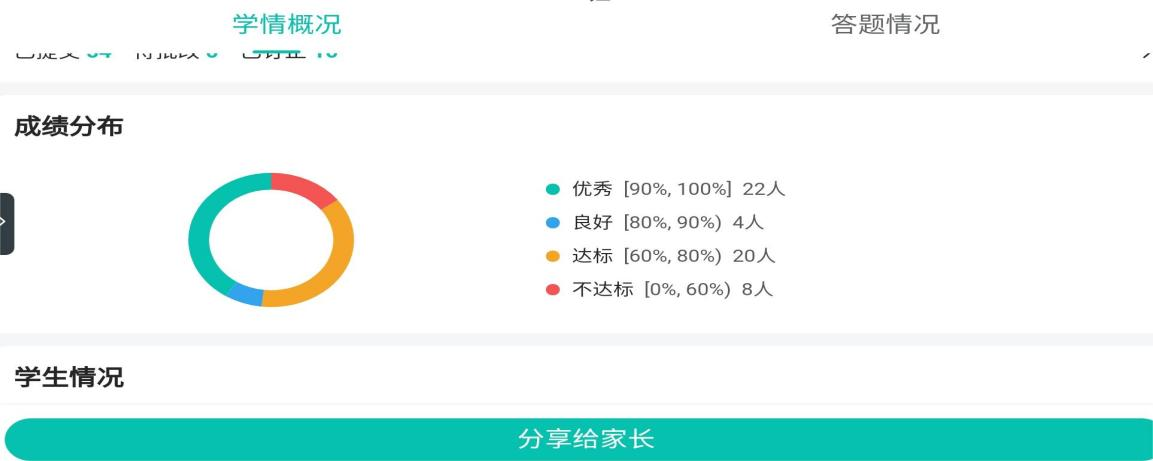 学情概况 答题情况
成绩分布
优秀 [90%, 100%] 22人
良好 [80%, 90%) 4人
达标 [60%, 80%) 20人
不达标 [0%, 60%) 8人
学生情况
分享给家长